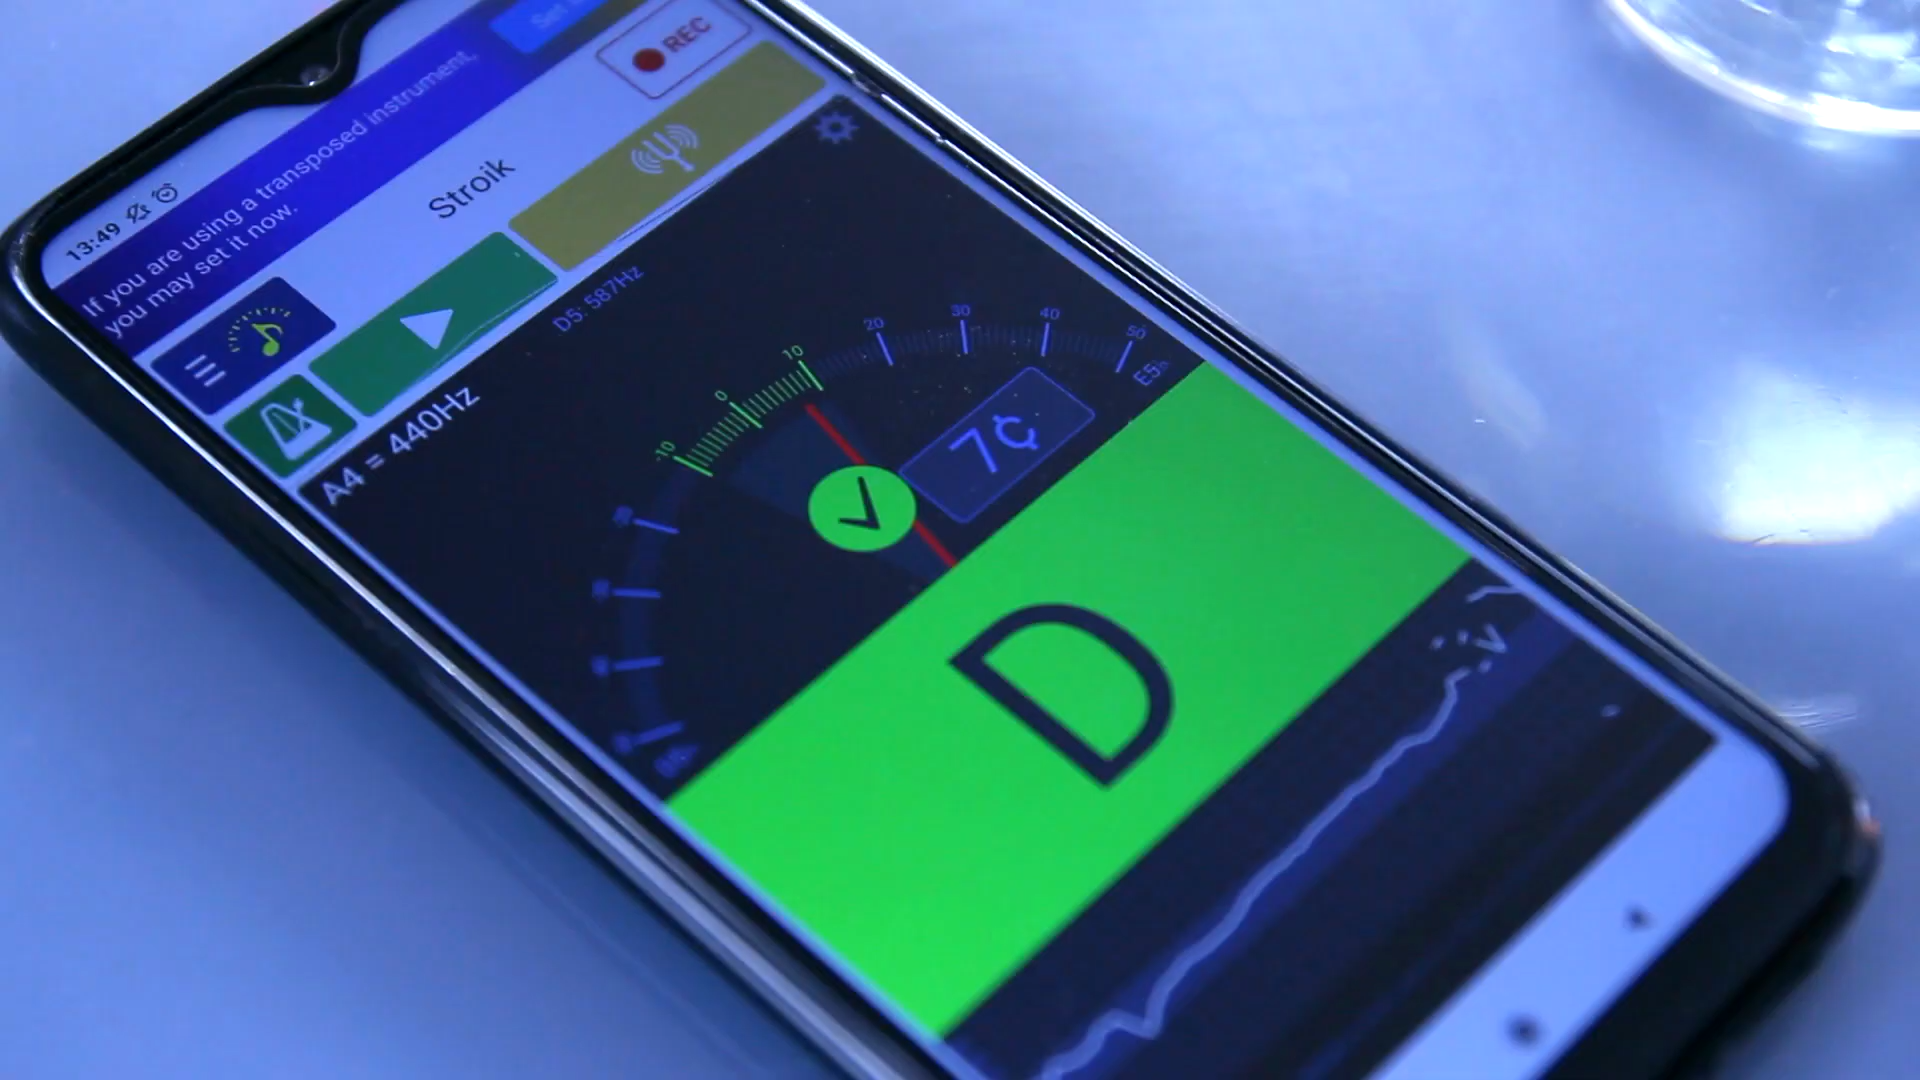 13:49
If you are using a transposed instrument,
you may set it now.
Set
REC
Stroik
A4 = 440Hz
D5: 587Hz
-10
0
10
20
30
40
50
E5♭
7¢
D